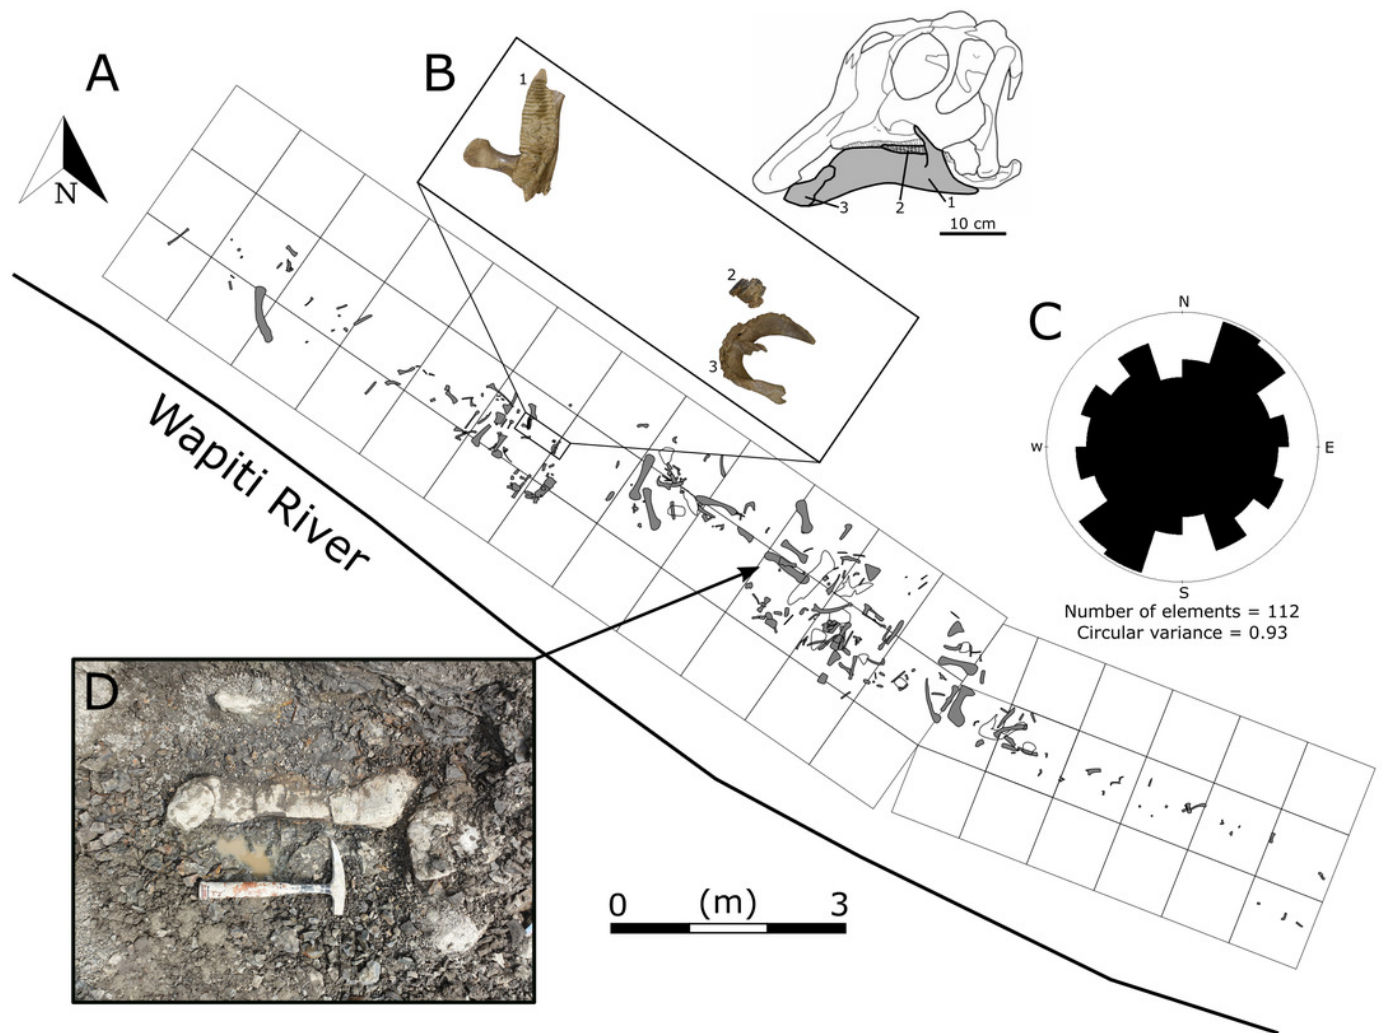 A
B
1
2
3
N
3
2
1
10 cm
C
N
W
E
S
Number of elements = 112
Circular variance = 0.93
Wapiti River
D
0 (m) 3